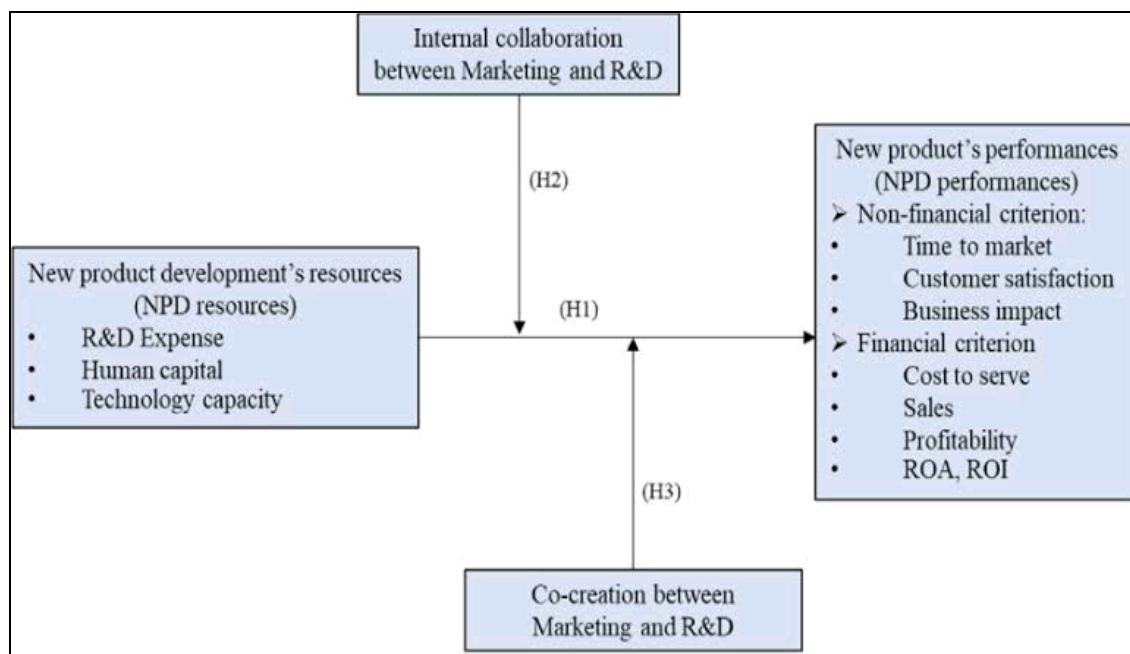 Internal collaboration
between Marketing and R&D
(H2)
New product's performances
(NPD performances)
➢ Non-financial criterion:
• Time to market
• Customer satisfaction
• Business impact
➢ Financial criterion
• Cost to serve
• Sales
• Profitability
• ROA, ROI
New product development's resources
(NPD resources)
• R&D Expense
• Human capital
• Technology capacity
(H1)
(H3)
Co-creation between
Marketing and R&D